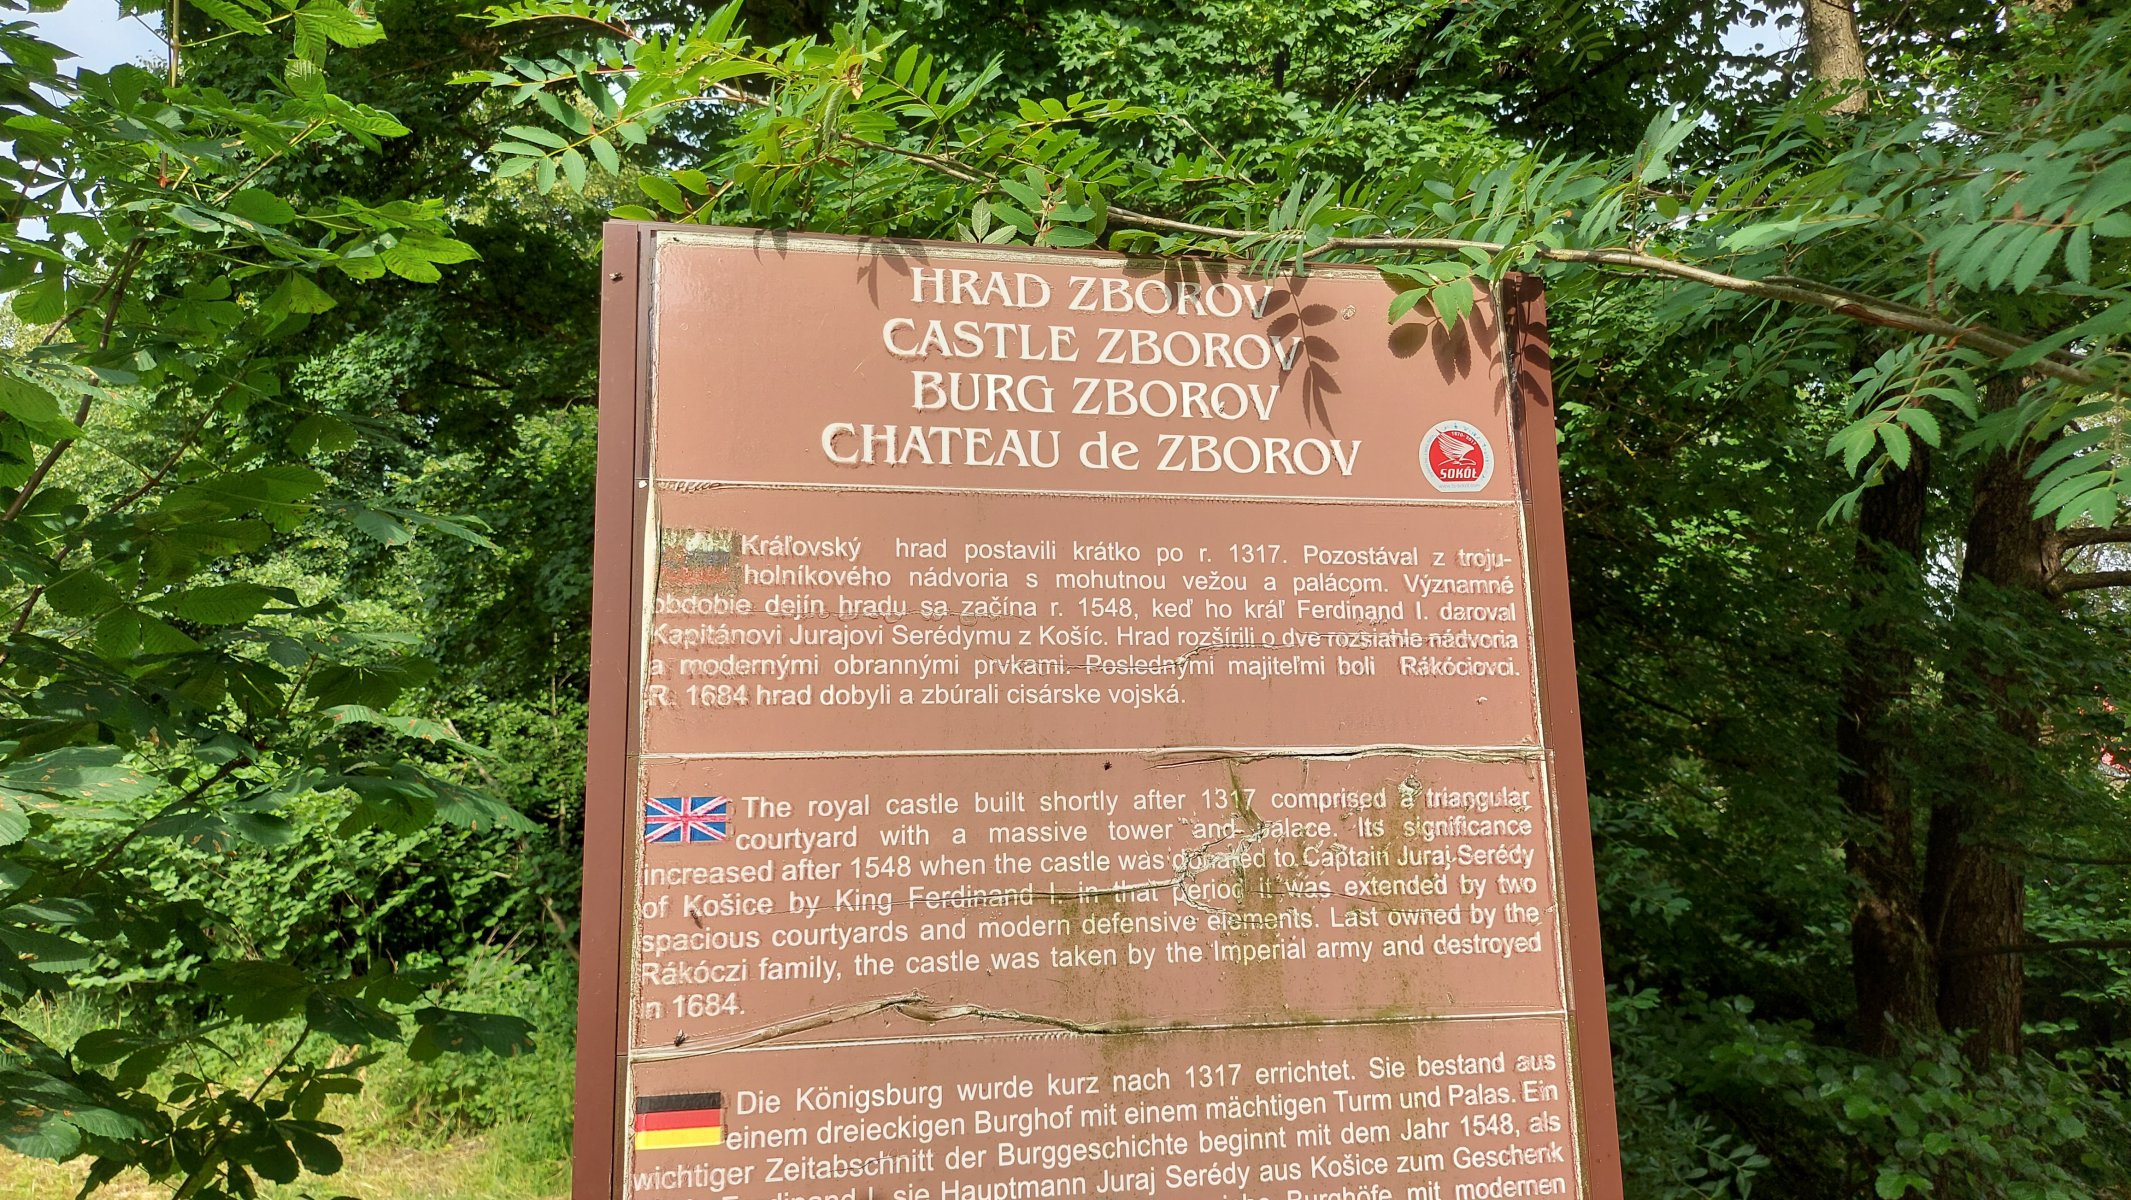 HRAD ZBOROV
CASTLE ZBOROV
BURG ZBOROV
CHATEAU de ZBOROV
SOKÓŁ
Kráľovský hrad postavili krátko po r. 1317. Pozostával z troju-
holníkového nádvoria s mohutnou vežou a palácom. Významné
obdobie dejín hradu sa začína r. 1548, keď ho kráľ Ferdinand I. daroval
Kapitánovi Jurajovi Serédymu z Košíc. Hrad rozšírili o dve rozsiahle nádvoria
a modernými obrannými prvkami. Poslednými majiteľmi boli Rákóciovci.
R. 1684 hrad dobyli a zbúrali cisárske vojská.
The royal castle built shortly after 1317 comprised a triangular
courtyard with a massive tower and palace. Its significance
increased after 1548 when the castle was donated to Captain Juraj Serédy
of Košice by King Ferdinand I. in that period it was extended by two
spacious courtyards and modern defensive elements. Last owned by the
Rákóczi family, the castle was taken by the Imperial army and destroyed
in 1684.
Die Königsburg wurde kurz nach 1317 errichtet. Sie bestand aus
einem dreieckigen Burghof mit einem mächtigen Turm und Palas. Ein
wichtiger Zeitabschnitt der Burggeschichte beginnt mit dem Jahr 1548, als
Ferdinand I. sie Hauptmann Juraj Serédy aus Košice zum Geschenk
Burghöfe mit modernen